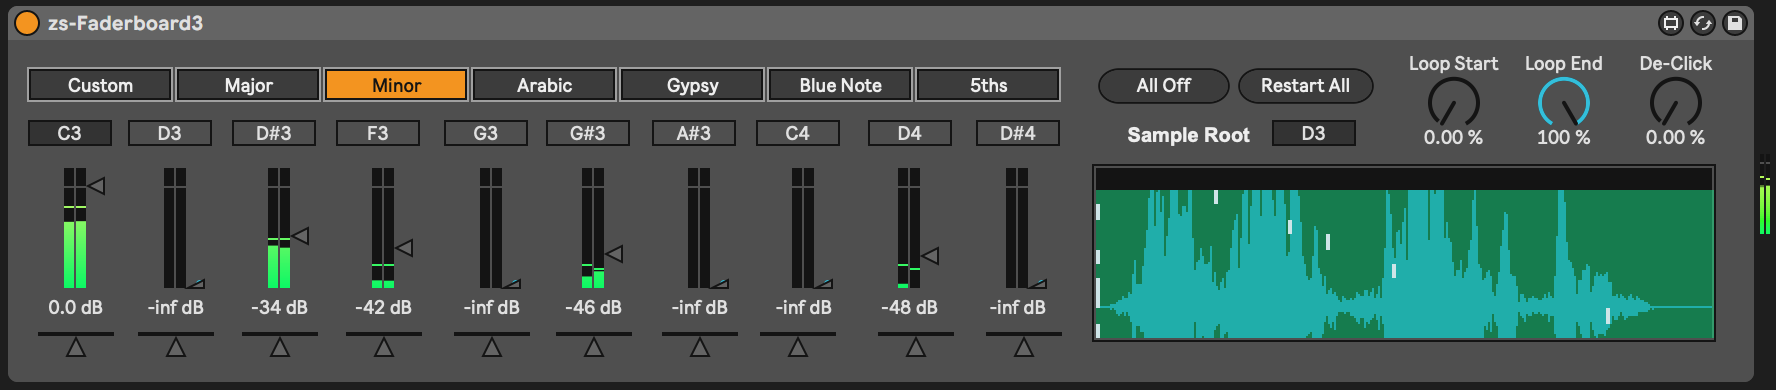 zs-Faderboard3
Custom Major Minor Arabic Gypsy Blue Note 5ths
C3 D3 D#3 F3 G3 G#3 A#3 C4 D4 D#4
0.0 dB -inf dB -34 dB -42 dB -inf dB -46 dB -inf dB -inf dB -48 dB -inf dB
All Off Restart All
Sample Root D3
Loop Start Loop End De-Click
0.00 % 100 % 0.00 %